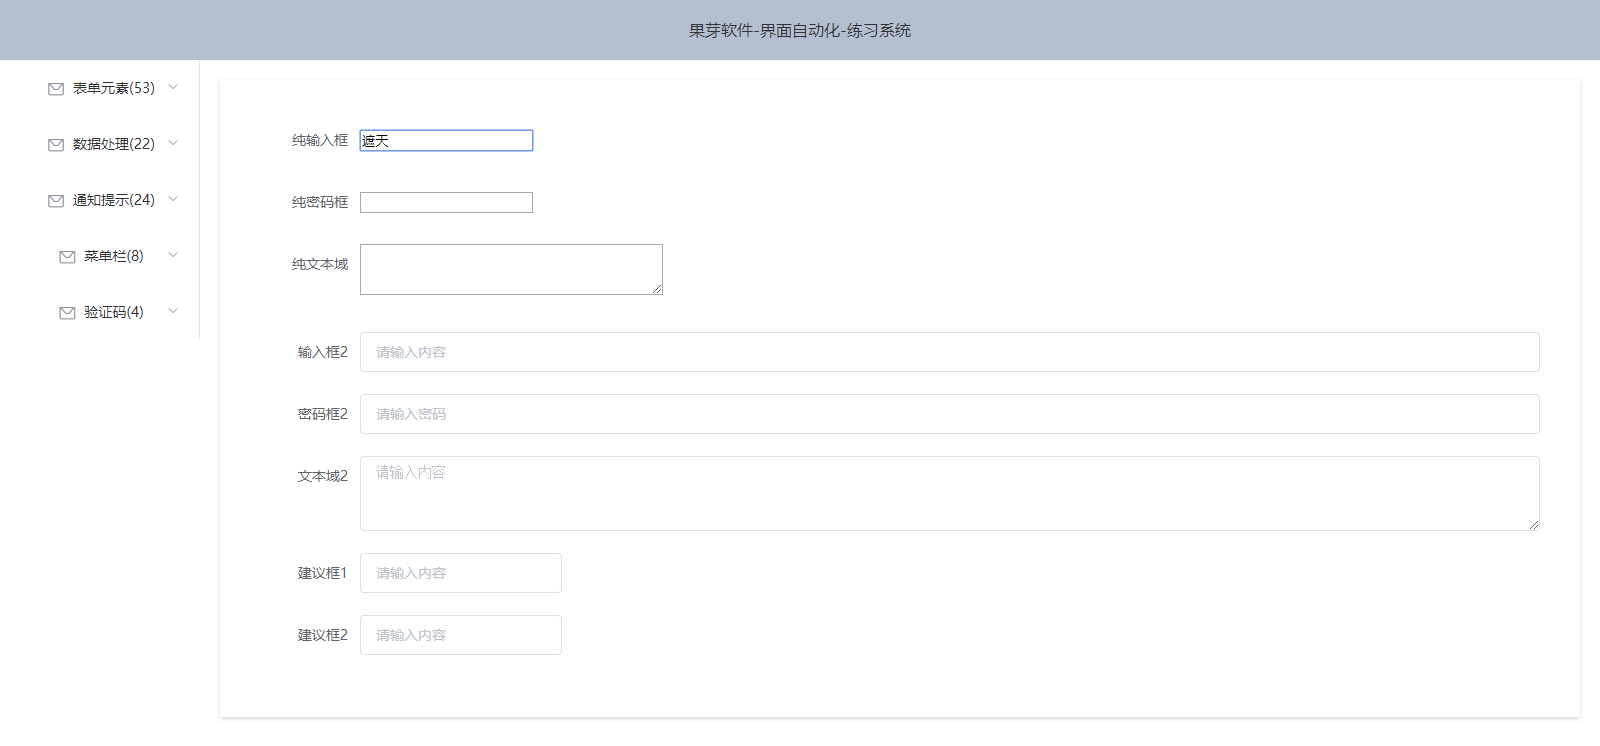 果芽软件-界面自动化-练习系统
表单元素(53)
数据处理(22)
通知提示(24)
菜单栏(8)
验证码(4)
纯输入框 遮天
纯密码框
纯文本域
输入框2 请输入内容
密码框2 请输入密码
文本域2 请输入内容
建议框1 请输入内容
建议框2 请输入内容